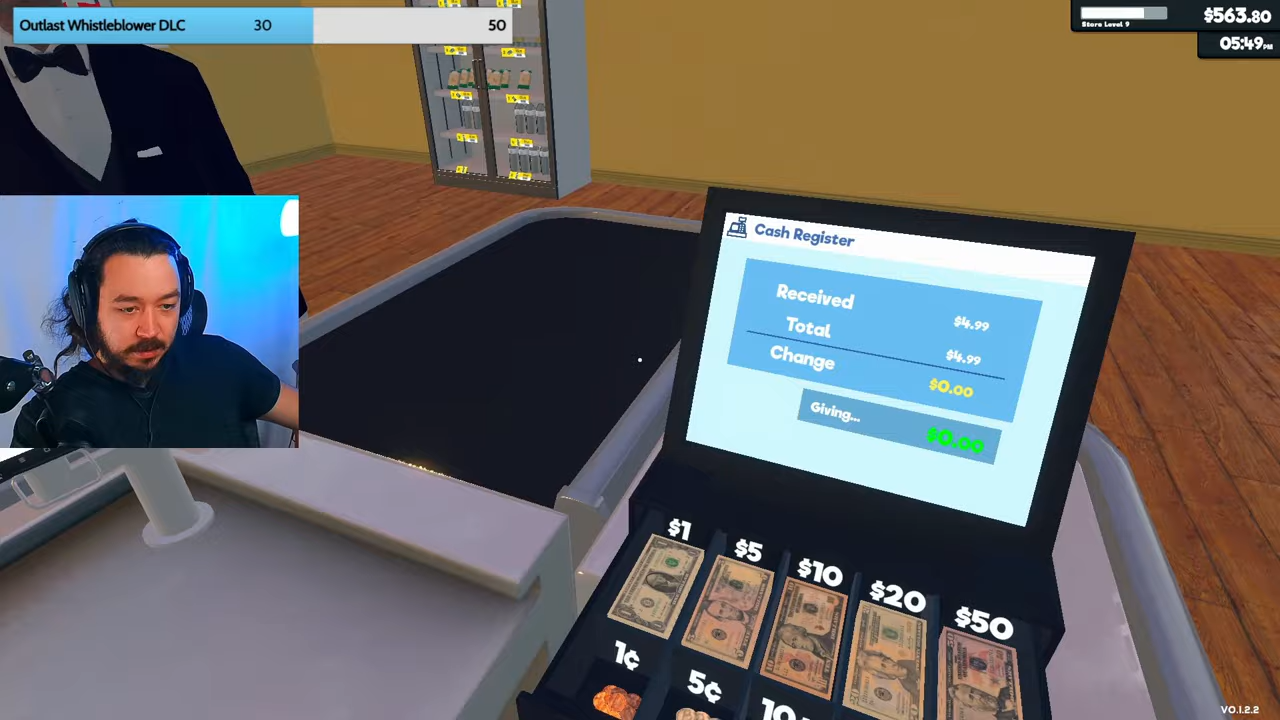 Outlast Whistleblower DLC 30 50
Store Level 9
$563.80
05:49PM
Cash Register
Received $4.99
Total $4.99
Change $0.00
Giving... $0.00
$1 $5 $10 $20 $50
1¢ 5¢
V0.1.2.2